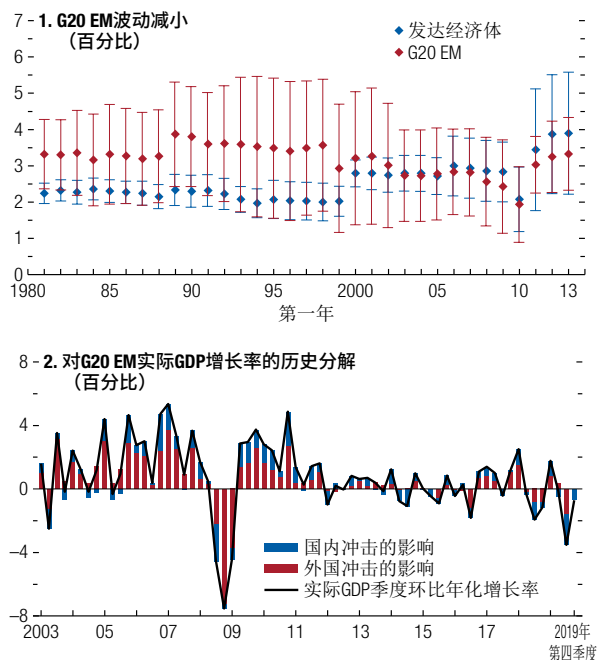 1. G20 EM波动减小
（百分比）
发达经济体
G20 EM
7
6
5
4
3
2
1
0
1980 85 90 95 2000 05 10 13
第一年
2. 对G20 EM实际GDP增长率的历史分解
（百分比）
8
4
0
−4
−8
国内冲击的影响
外国冲击的影响
实际GDP季度环比年化增长率
2003 05 07 09 11 13 15 17 2019年
第四季度